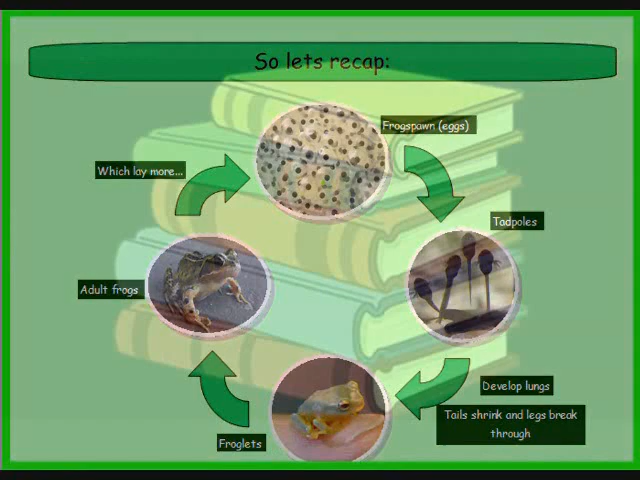 So lets recap:
Frogspawn (eggs)
Which lay more...
Tadpoles
Adult frogs
Develop lungs
Tails shrink and legs break
through
Froglets